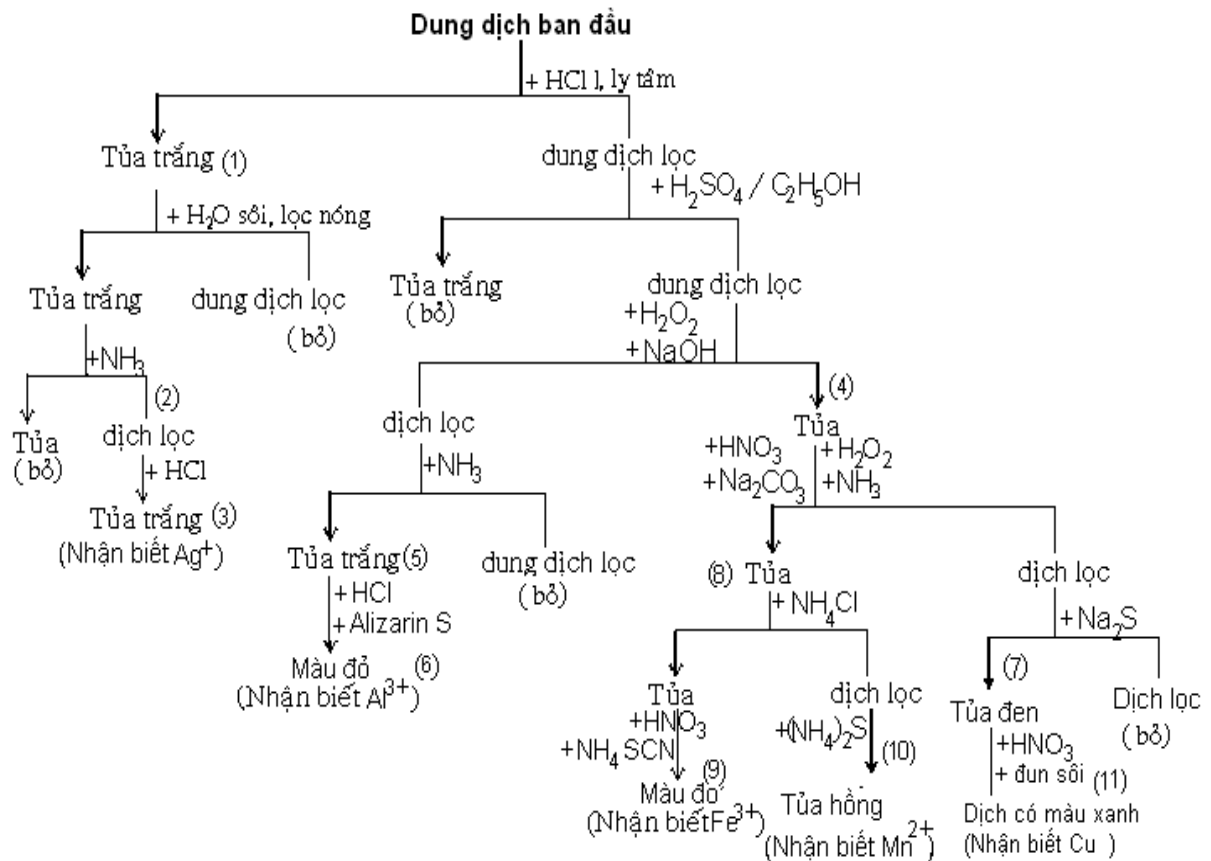 Dung dịch ban đầu
+ HCl l, ly tâm
Tủa trắng (1)
dung dịch lọc
+ H2SO4 / C2H5OH
+ H2O sôi, lọc nóng
Tủa trắng
dung dịch lọc
(bỏ)
Tủa trắng
(bỏ)
dung dịch lọc
+H2O2
+NaOH
+NH3
(2)
Tủa
(bỏ)
dịch lọc
+ HCl
Tủa trắng (3)
(Nhận biết Ag+)
dịch lọc
+NH3
(4)
Tủa
+HNO3 +H2O2
+Na2CO3 +NH3
Tủa trắng (5)
dung dịch lọc
(bỏ)
+HCl
+Alizarin S
Màu đỏ (6)
(Nhận biết Al3+)
(8) Tủa
+ NH4Cl
dịch lọc
+Na2S
Tủa
+HNO3
+NH4SCN
(9)
Màu đỏ
(Nhận biết Fe3+)
dịch lọc
+(NH4)2S
(10)
Tủa hồng
(Nhận biết Mn2+)
(7)
Tủa đen
+HNO3
+ đun sôi (11)
Dịch có màu xanh
(Nhận biết Cu )
Dịch lọc
(bỏ)